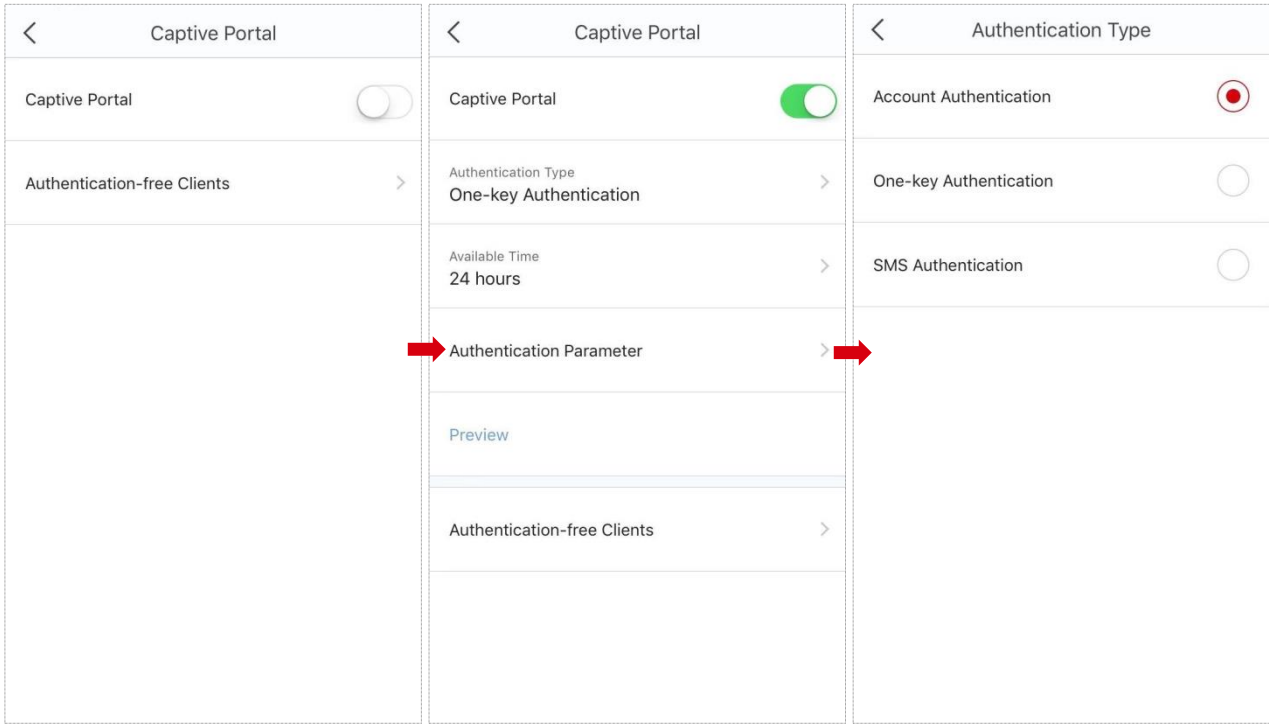 Captive Portal
Captive Portal
Authentication-free Clients
Captive Portal
Captive Portal
Authentication Type
One-key Authentication
Available Time
24 hours
Authentication Parameter
Preview
Authentication-free Clients
Authentication Type
Account Authentication
One-key Authentication
SMS Authentication